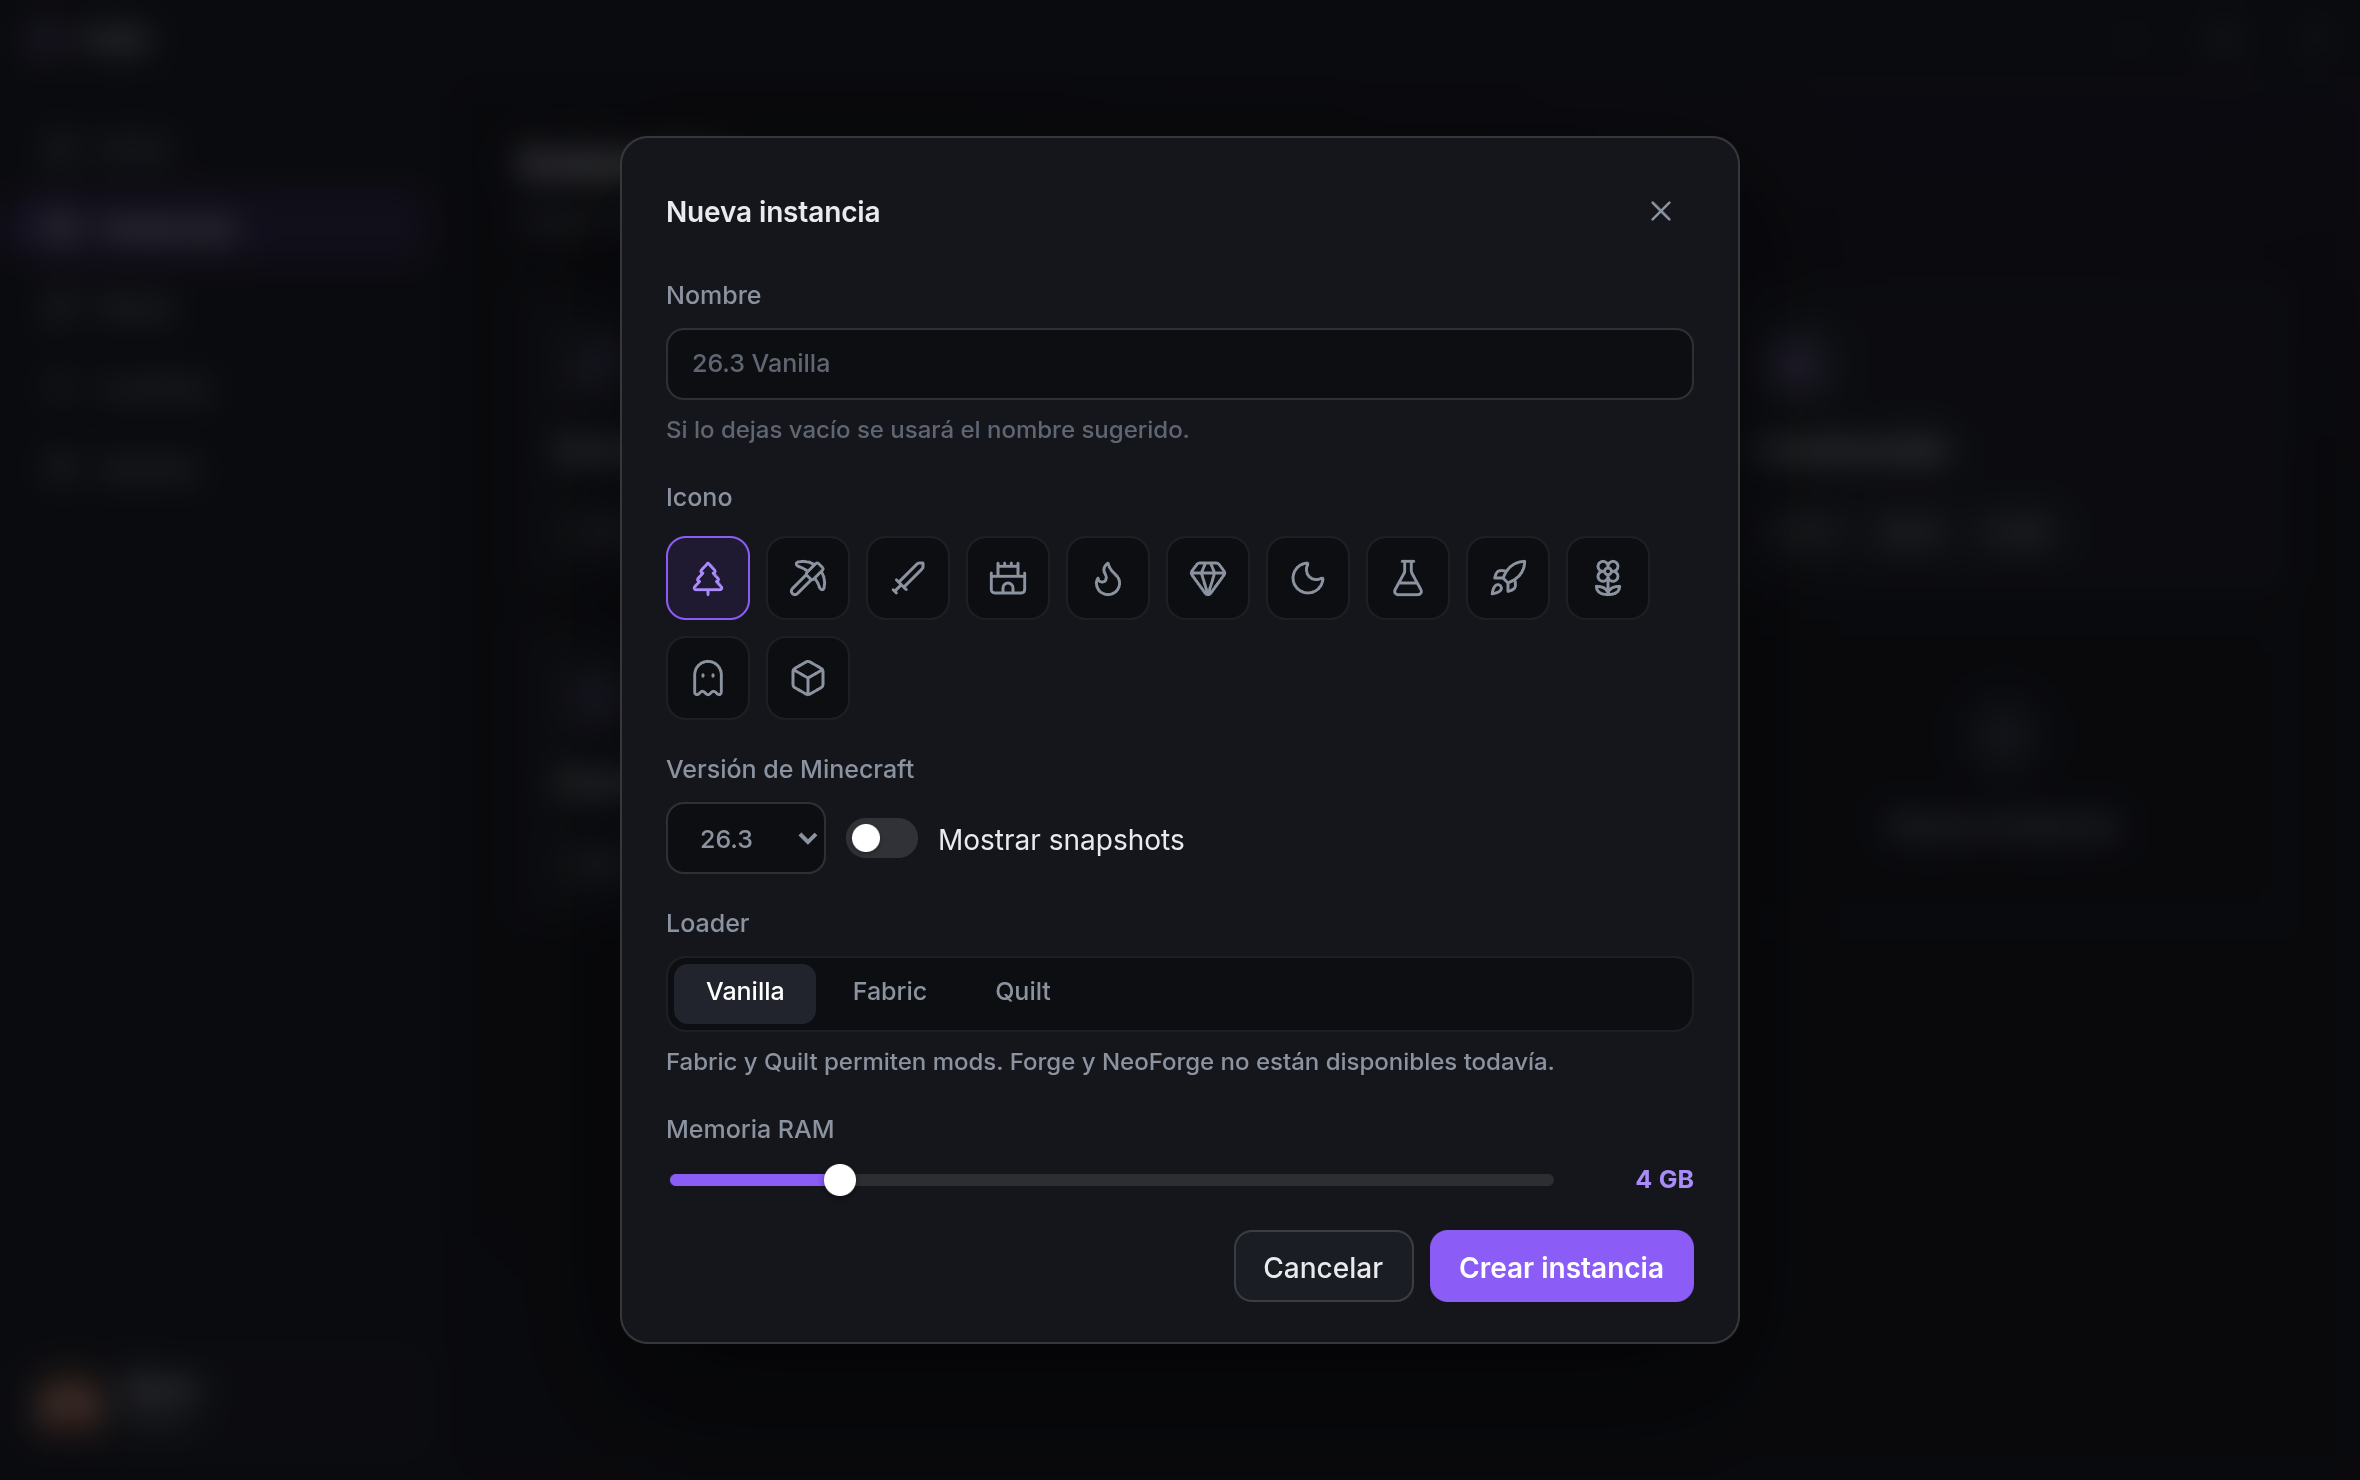 Nueva instancia
Nombre
26.3 Vanilla
Si lo dejas vacío se usará el nombre sugerido.
Icono
Versión de Minecraft
26.3
Mostrar snapshots
Loader
Vanilla Fabric Quilt
Fabric y Quilt permiten mods. Forge y NeoForge no están disponibles todavía.
Memoria RAM
4 GB
Cancelar Crear instancia